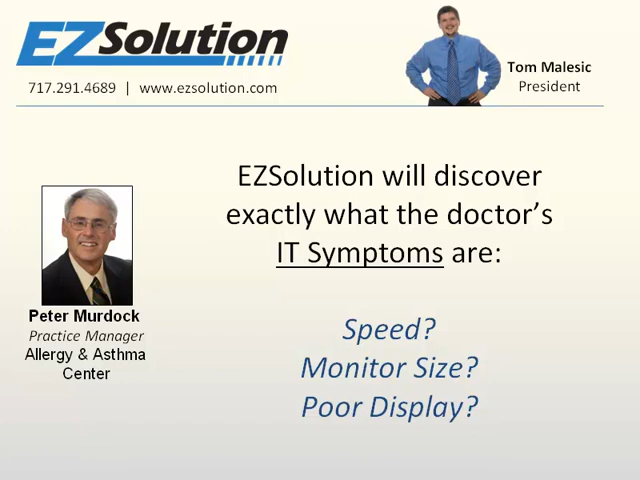 EZSolution
717.291.4689 | www.ezsolution.com
Tom Malesic
President
EZSolution will discover
exactly what the doctor's
IT Symptoms are:
Speed?
Monitor Size?
Poor Display?
Peter Murdock
Practice Manager
Allergy & Asthma
Center